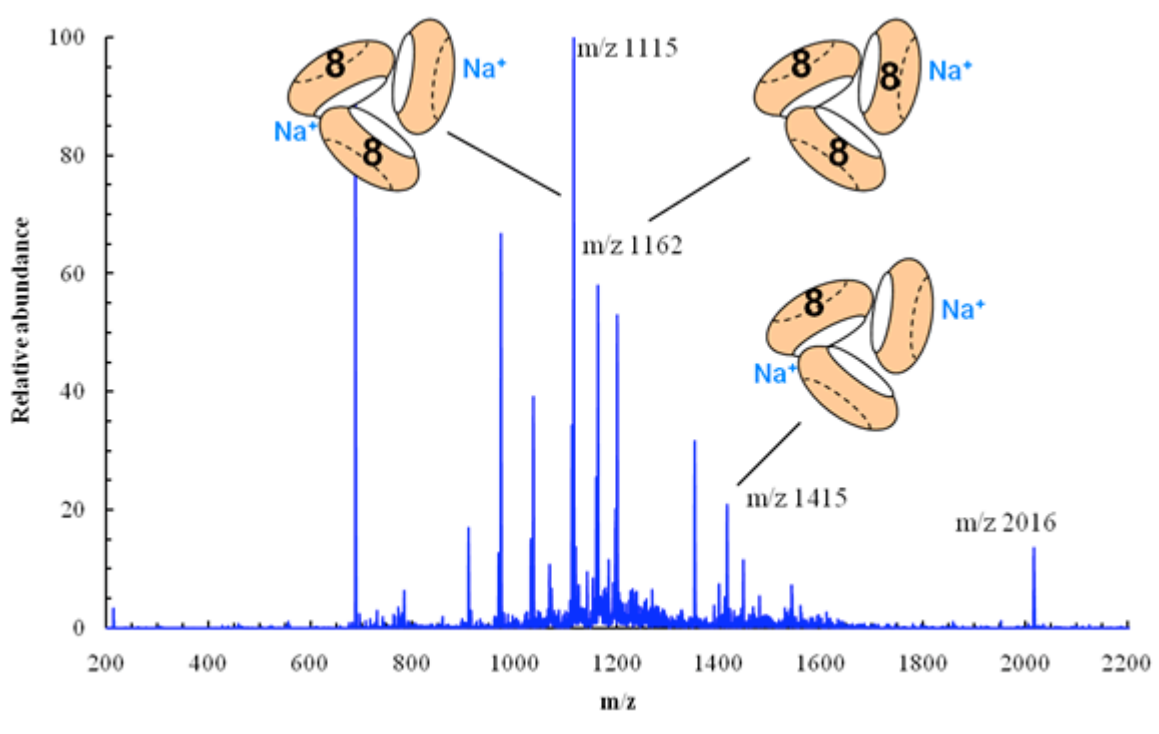 Relative abundance
100
80
60
40
20
0
200 400 600 800 1000 1200 1400 1600 1800 2000 2200
m/z
8
8
Na⁺
Na⁺
m/z 1115
8
8
8
Na⁺
m/z 1162
8
Na⁺
Na⁺
m/z 1415
m/z 2016